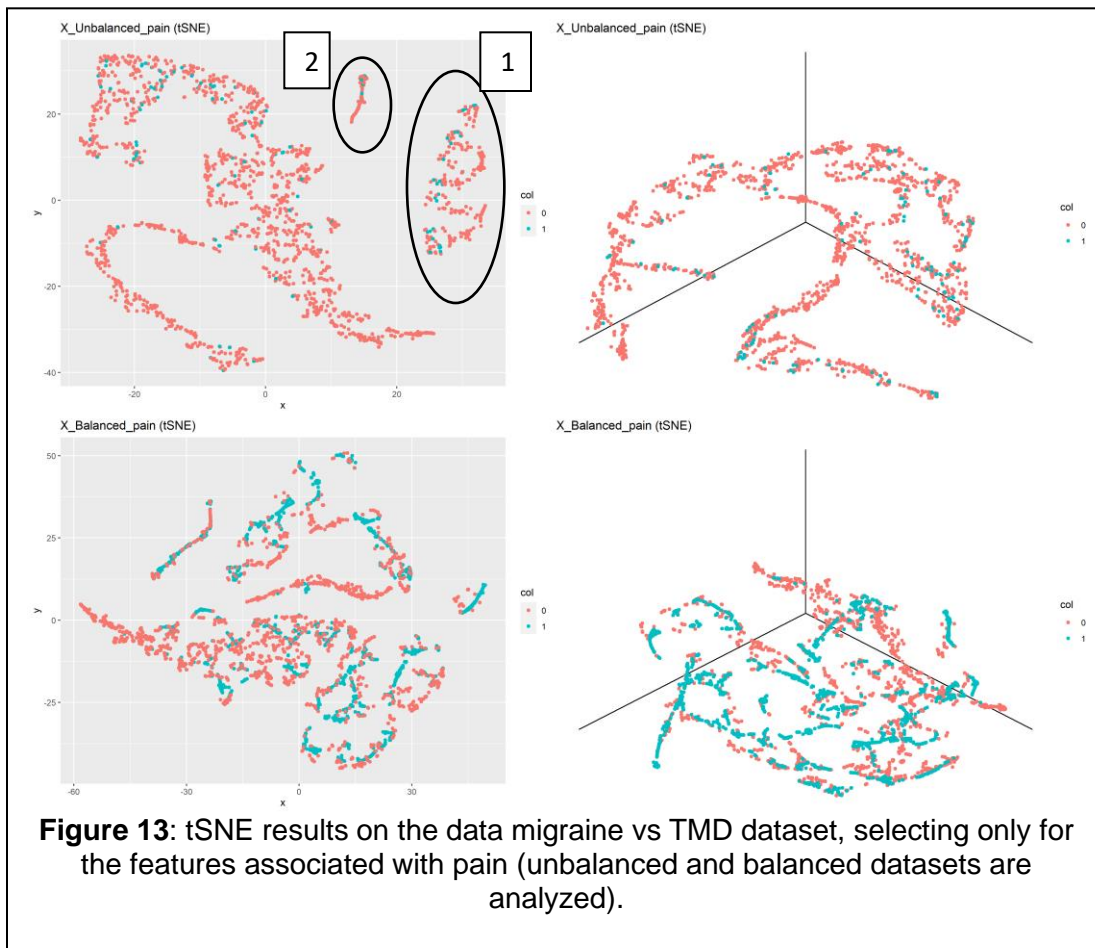 X_Unbalanced_pain (tSNE)
2
1
20
0
-20
-40
y
-20
0
20
x
col
0
1
X_Unbalanced_pain (tSNE)
col
0
1
X_Balanced_pain (tSNE)
50
25
0
-25
y
-60
-30
0
30
x
col
0
1
X_Balanced_pain (tSNE)
col
0
1
Figure 13: tSNE results on the data migraine vs TMD dataset, selecting only for
the features associated with pain (unbalanced and balanced datasets are
analyzed).